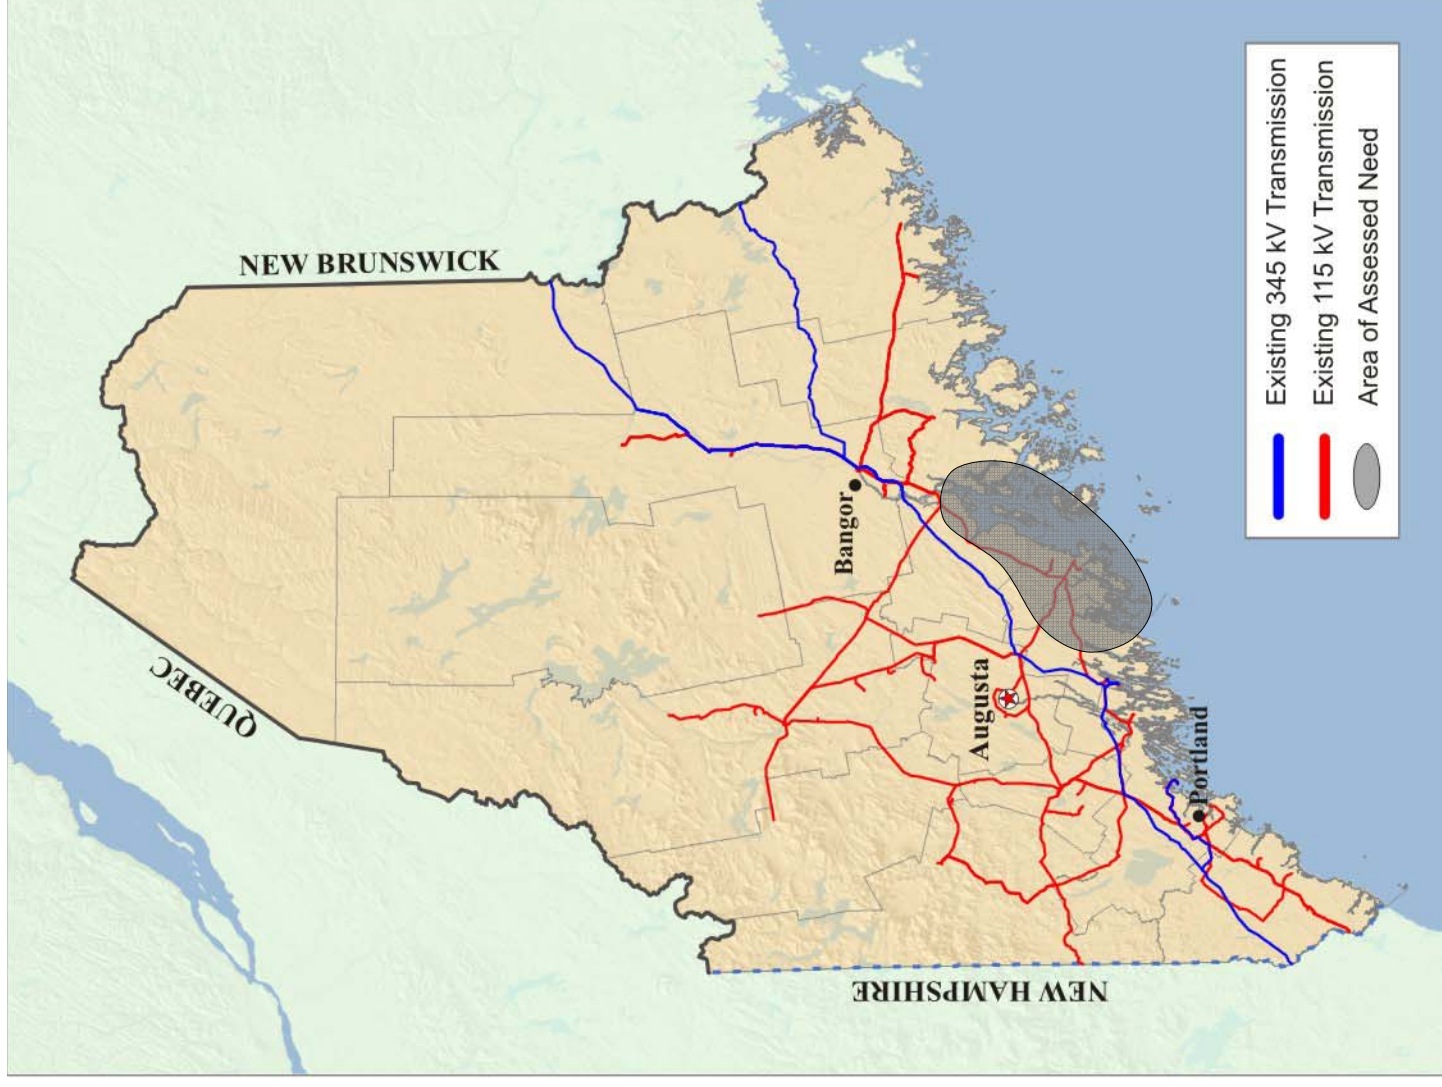 QUEBEC
NEW BRUNSWICK
Bangor
Augusta
Portland
NEW HAMPSHIRE
Existing 345 kV Transmission
Existing 115 kV Transmission
Area of Assessed Need